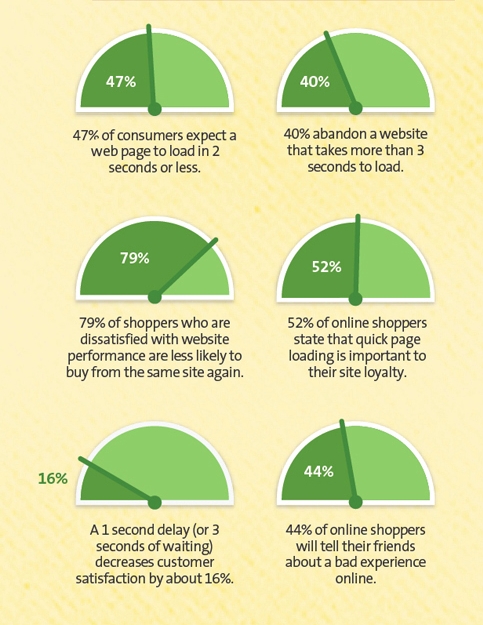 47%
47% of consumers expect a
web page to load in 2
seconds or less.
40%
40% abandon a website
that takes more than 3
seconds to load.
79%
79% of shoppers who are
dissatisfied with website
performance are less likely to
buy from the same site again.
52%
52% of online shoppers
state that quick page
loading is important to
their site loyalty.
16%
A 1 second delay (or 3
seconds of waiting)
decreases customer
satisfaction by about 16%.
44%
44% of online shoppers
will tell their friends
about a bad experience
online.